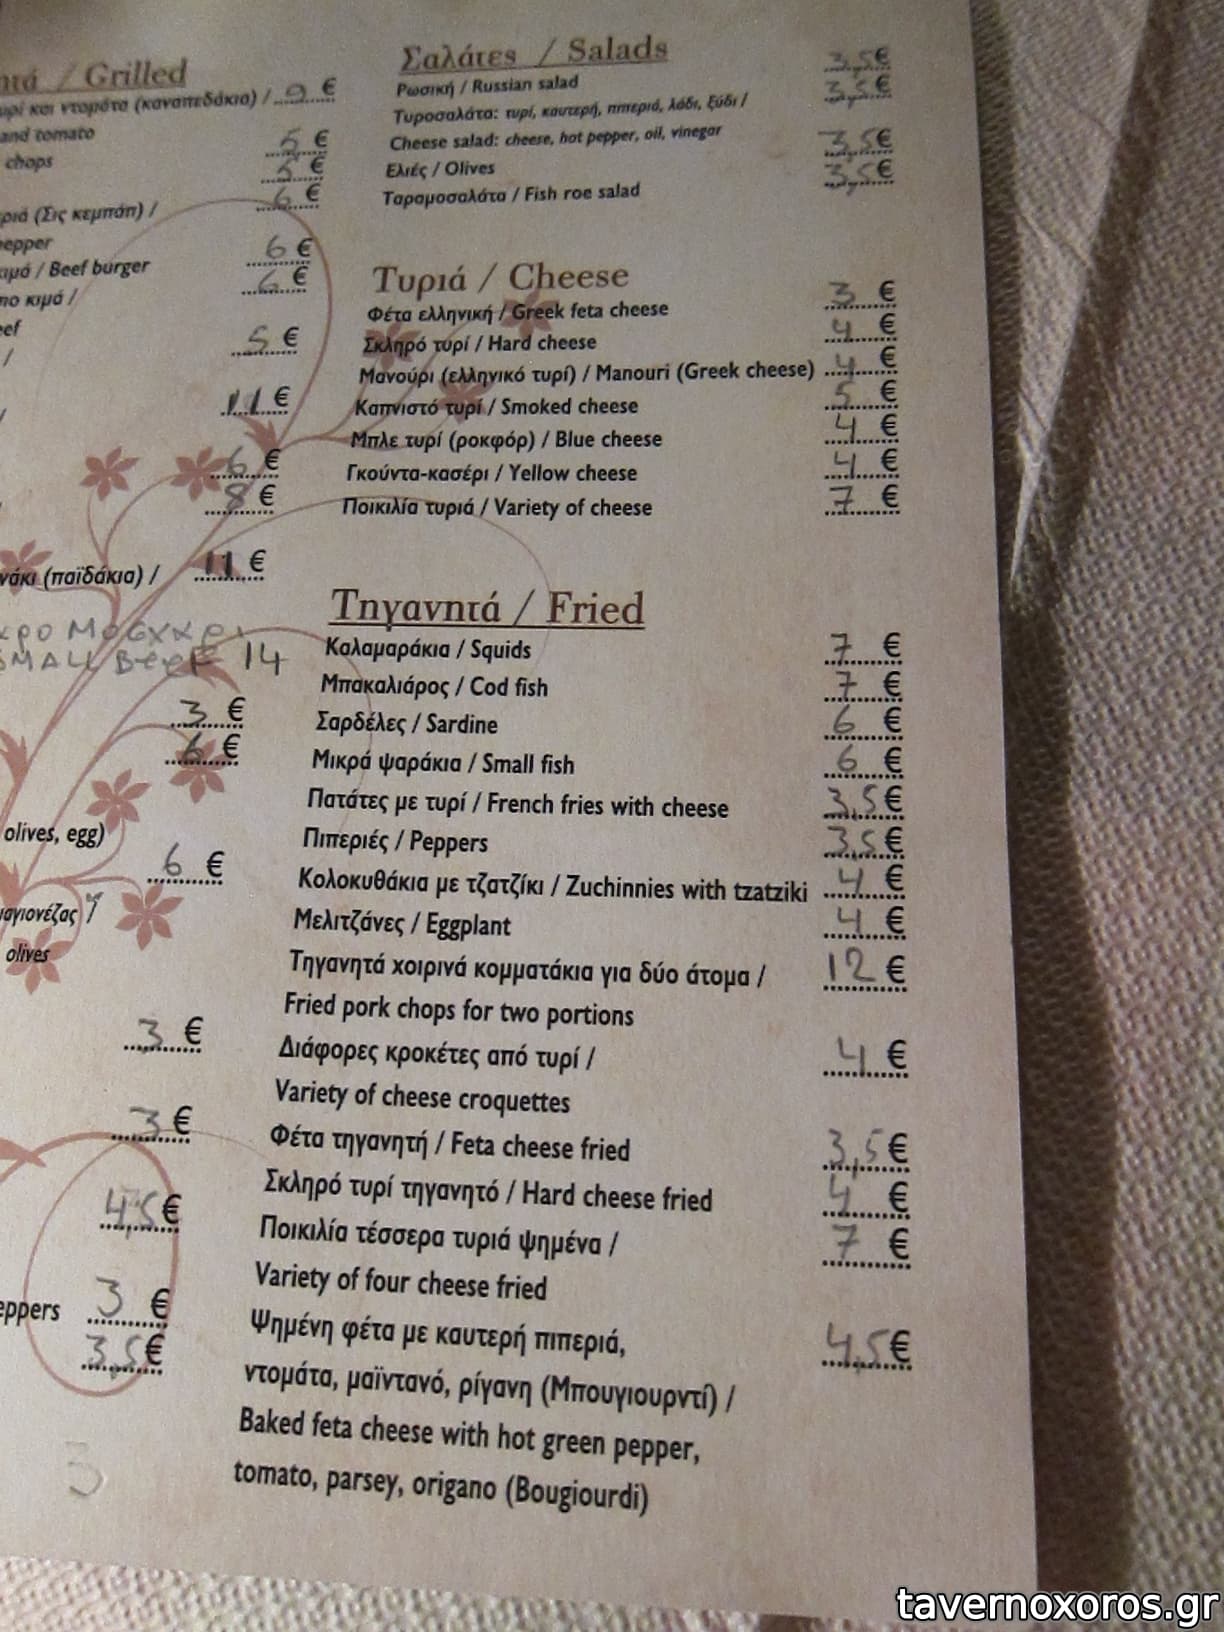 / Grilled
και ντομάτα (καναπεδάκια) / 9 €
and tomato
5 €
chops 5 €
6 €
(Σις κεμπάπ) /
6 €
/ Beef burger 6 €
κιμά /
5 €
/
11 €
/
6 €
8 €
(παϊδάκια) / 11 €
SMALL Beef 14
3 €
6 €
olives, egg)
6 €
olives
3 €
3 €
4,5 €
3 €
3,5 €
3
Σαλάτες / Salads
Ρωσική / Russian salad 3,5 €
Τυροσαλάτα: τυρί, καυτερή, πιπεριά, λάδι, ξύδι / 3,5 €
Cheese salad: cheese, hot pepper, oil, vinegar
Ελιές / Olives 3,5 €
Ταραμοσαλάτα / Fish roe salad 3,5 €
Τυριά / Cheese
Φέτα ελληνική / Greek feta cheese 3 €
Σκληρό τυρί / Hard cheese 4 €
Μανούρι (ελληνικό τυρί) / Manouri (Greek cheese) 4 €
Καπνιστό τυρί / Smoked cheese 5 €
Μπλε τυρί (ροκφόρ) / Blue cheese 4 €
Γκούντα-κασέρι / Yellow cheese 4 €
Ποικιλία τυριά / Variety of cheese 7 €
Τηγανητά / Fried
Καλαμαράκια / Squids 7 €
Μπακαλιάρος / Cod fish 7 €
Σαρδέλες / Sardine 6 €
Μικρά ψαράκια / Small fish 6 €
Πατάτες με τυρί / French fries with cheese 3,5 €
Πιπεριές / Peppers 3,5 €
Κολοκυθάκια με τζατζίκι / Zuchinnies with tzatziki 4 €
Μελιτζάνες / Eggplant 4 €
Τηγανητά χοιρινά κομματάκια για δύο άτομα / 12 €
Fried pork chops for two portions
Διάφορες κροκέτες από τυρί / 4 €
Variety of cheese croquettes
Φέτα τηγανητή / Feta cheese fried 3,5 €
Σκληρό τυρί τηγανητό / Hard cheese fried 4 €
Ποικιλία τέσσερα τυριά ψημένα / 7 €
Variety of four cheese fried
Ψημένη φέτα με καυτερή πιπεριά, 4,5 €
ντομάτα, μαϊντανό, ρίγανη (Μπουγιουρντί) /
Baked feta cheese with hot green pepper,
tomato, parsey, origano (Bougiourdi)
tavernoxoros.gr